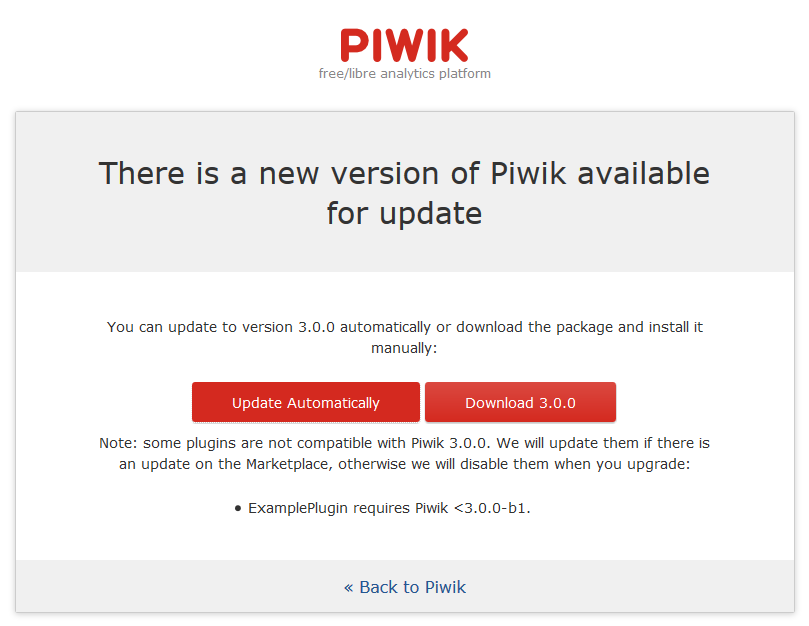 PIWIK
free/libre analytics platform
There is a new version of Piwik available
for update
You can update to version 3.0.0 automatically or download the package and install it
manually:
Update Automatically
Download 3.0.0
Note: some plugins are not compatible with Piwik 3.0.0. We will update them if there is
an update on the Marketplace, otherwise we will disable them when you upgrade:
• ExamplePlugin requires Piwik <3.0.0-b1.
« Back to Piwik